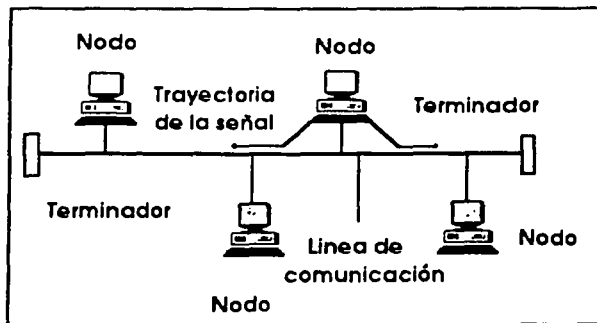 Nodo
Nodo
Trayectoria
de la señal
Terminador
Terminador
Linea de
comunicación
Nodo
Nodo